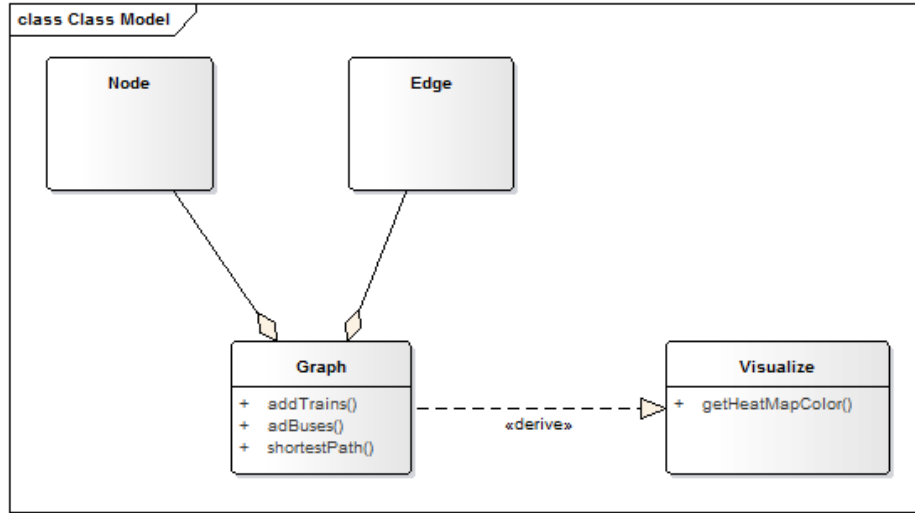 class Class Model
Node
Edge
Graph
+ addTrains()
+ adBuses()
+ shortestPath()
«derive»
Visualize
+ getHeatMapColor()